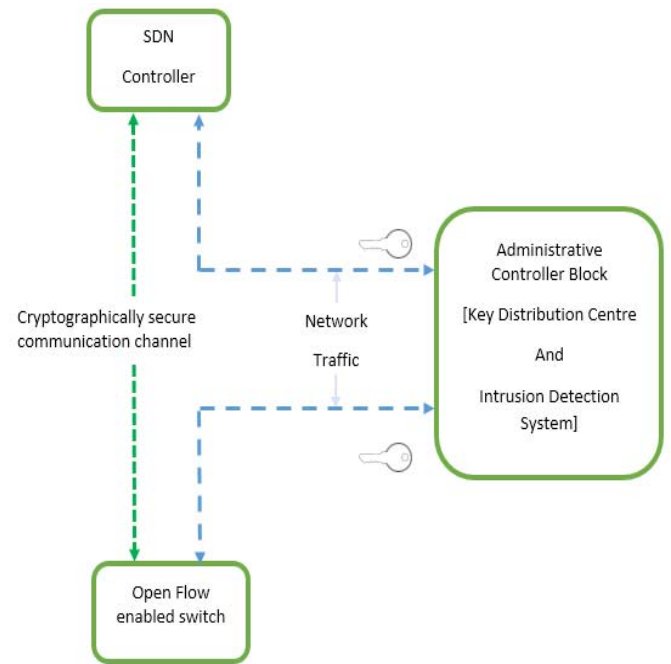 SDN
Controller
Administrative
Controller Block
[Key Distribution Centre
And
Intrusion Detection
System]
Cryptographically secure
communication channel
Network
Traffic
Open Flow
enabled switch